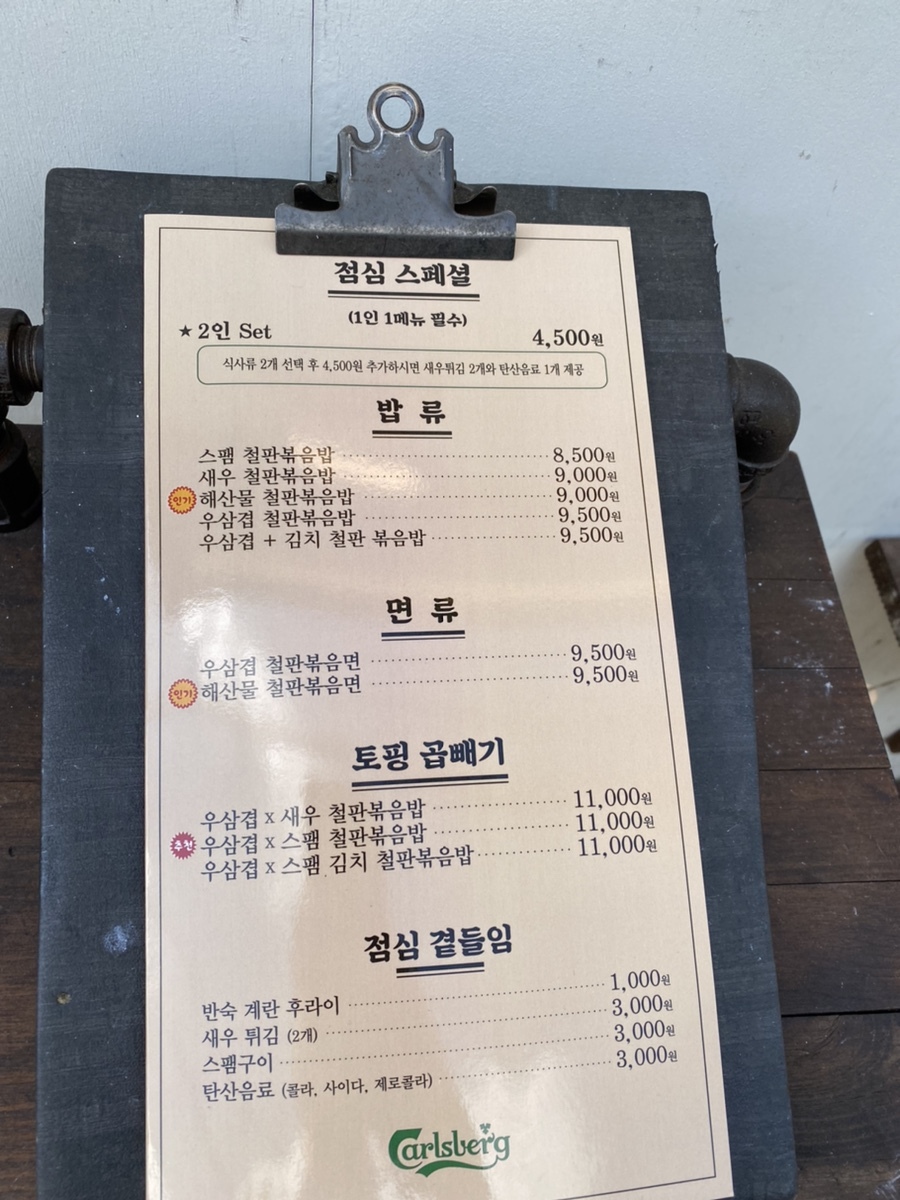 점심 스페셜
(1인 1메뉴 필수)
★ 2인 Set 4,500원
식사류 2개 선택 후 4,500원 추가하시면 새우튀김 2개와 탄산음료 1개 제공
밥 류
스팸 철판볶음밥 8,500원
새우 철판볶음밥 9,000원
인기 해산물 철판볶음밥 9,000원
우삼겹 철판볶음밥 9,500원
우삼겹 + 김치 철판 볶음밥 9,500원
면 류
우삼겹 철판볶음면 9,500원
인기 해산물 철판볶음면 9,500원
토핑 곱빼기
우삼겹 x 새우 철판볶음밥 11,000원
추천 우삼겹 x 스팸 철판볶음밥 11,000원
우삼겹 x 스팸 김치 철판볶음밥 11,000원
점심 곁들임
반숙 계란 후라이 1,000원
새우 튀김 (2개) 3,000원
스팸구이 3,000원
탄산음료 (콜라, 사이다, 제로콜라) 3,000원
Carlsberg